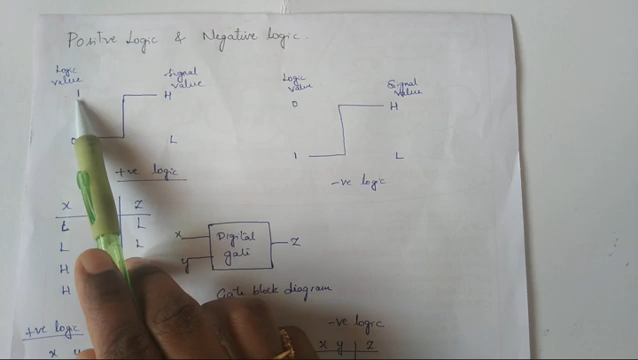 Positve Logic & Negative Logic.
Logic value
Signal value
1
H
0
L
+ve logic
Logic value
Signal value
0
H
1
L
-ve logic
X Z
L L
L L
H
H
x
y
Digital gate
Z
Gate block diagram
+ve logic
x y
-ve logic
x y z